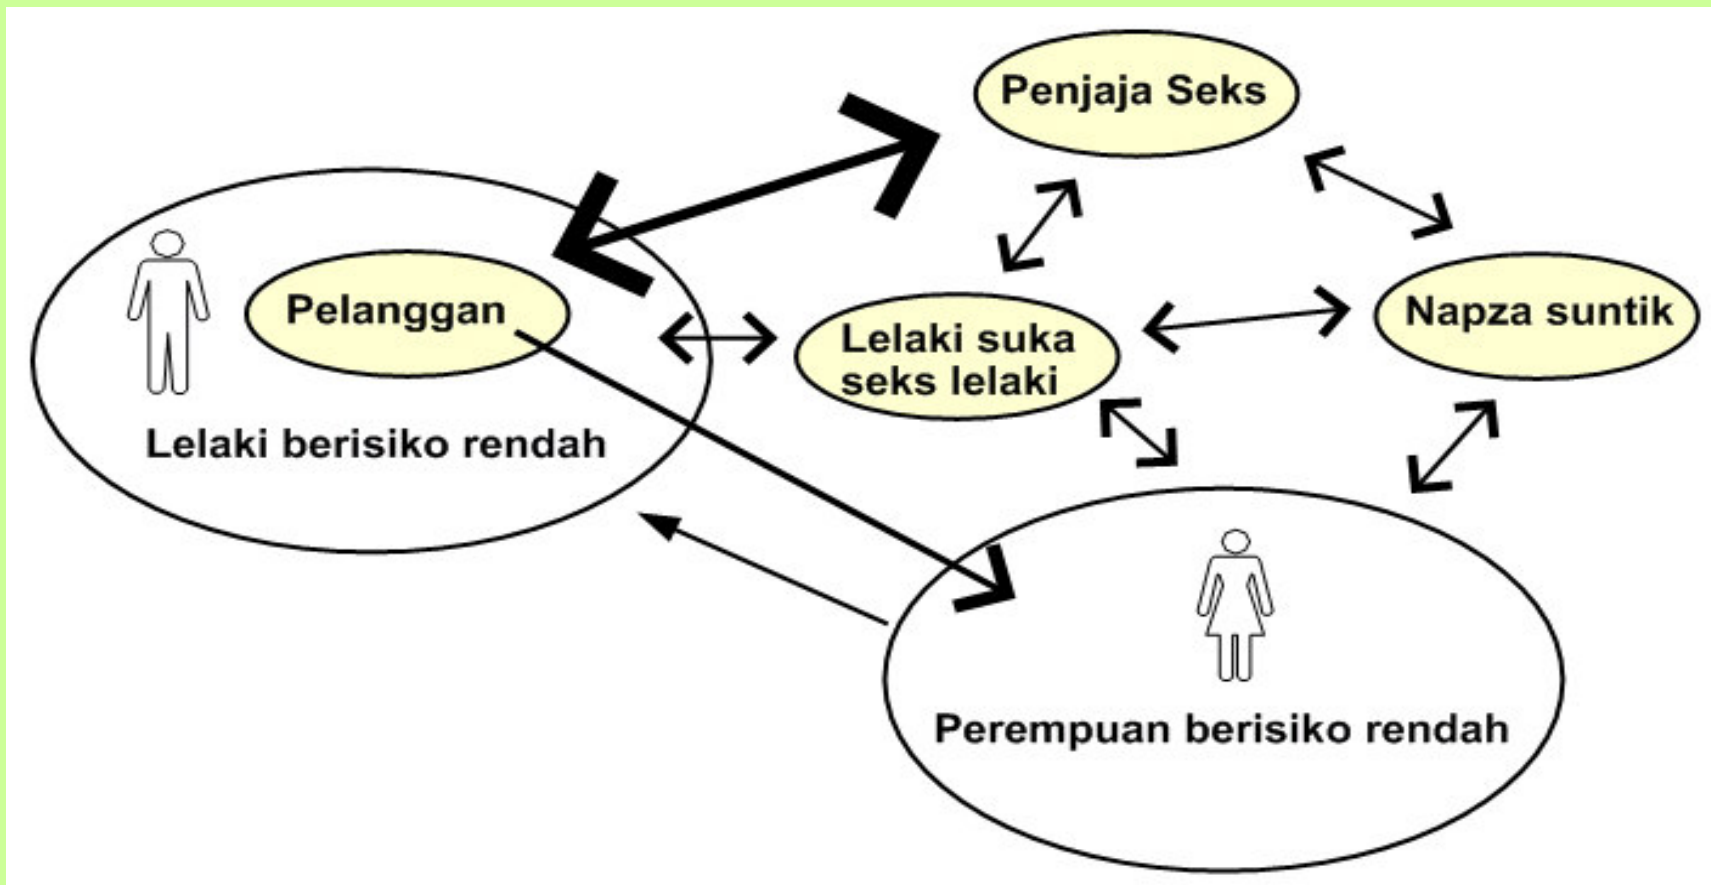 Penjaja Seks
Pelanggan
Lelaki suka
seks lelaki
Napza suntik
Lelaki berisiko rendah
Perempuan berisiko rendah